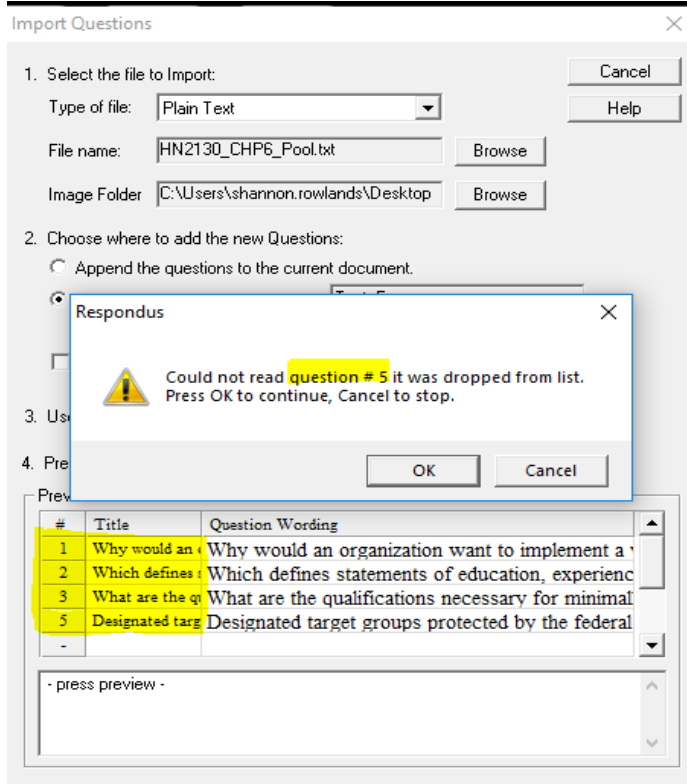 Import Questions
1. Select the file to Import:
Cancel
Type of file: Plain Text
Help
File name: HN2130_CHP6_Pool.txt Browse
Image Folder C:\Users\shannon.rowlands\Desktop Browse
2. Choose where to add the new Questions:
Append the questions to the current document.
Respondus
Could not read question # 5 it was dropped from list.
Press OK to continue, Cancel to stop.
OK Cancel
3. Us
4. Pre
Prev
# Title Question Wording
1 Why would an Why would an organization want to implement a
2 Which defines Which defines statements of education, experienc
3 What are the qu What are the qualifications necessary for minimal
5 Designated targ Designated target groups protected by the federal
-
- press preview -